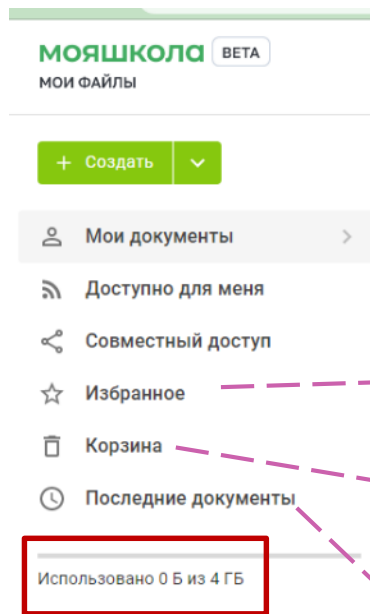 МОЯШКОЛА BETA
МОИ ФАЙЛЫ
+ Создать
Мои документы
Доступно для меня
Совместный доступ
Избранное
Корзина
Последние документы
Использовано 0 Б из 4 ГБ